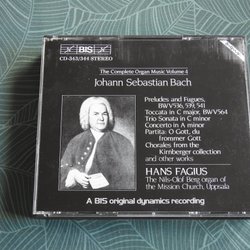 BIS
CD-343/344 STEREO
The Complete Organ Music Volume 4
Johann Sebastian Bach
Preludes and Fugues,
BWV536, 539, 541
Toccata in C major, BWV564
Trio Sonata in C minor
Concerto in A minor
Partita: O Gott, du
frommer Gott
Chorales from the
Kirnberger collection
and other works
HANS FAGIUS
The Nils-Olof Berg organ of
the Mission Church, Uppsala
A BIS original dynamics recording